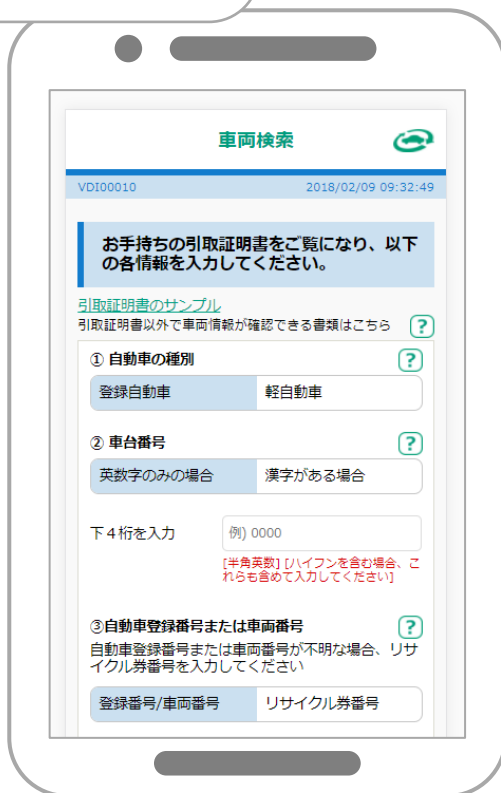 車両検索
VDI00010 2018/02/09 09:32:49
お手持ちの引取証明書をご覧になり、以下
の各情報を入力してください。
引取証明書のサンプル
引取証明書以外で車両情報が確認できる書類はこちら ?
① 自動車の種別 ?
登録自動車 軽自動車
② 車台番号 ?
英数字のみの場合 漢字がある場合
下4桁を入力 例) 0000
[半角英数] [ハイフンを含む場合、こ
れらも含めて入力してください]
③自動車登録番号または車両番号 ?
自動車登録番号または車両番号が不明な場合、リサ
イクル券番号を入力してください
登録番号/車両番号 リサイクル券番号